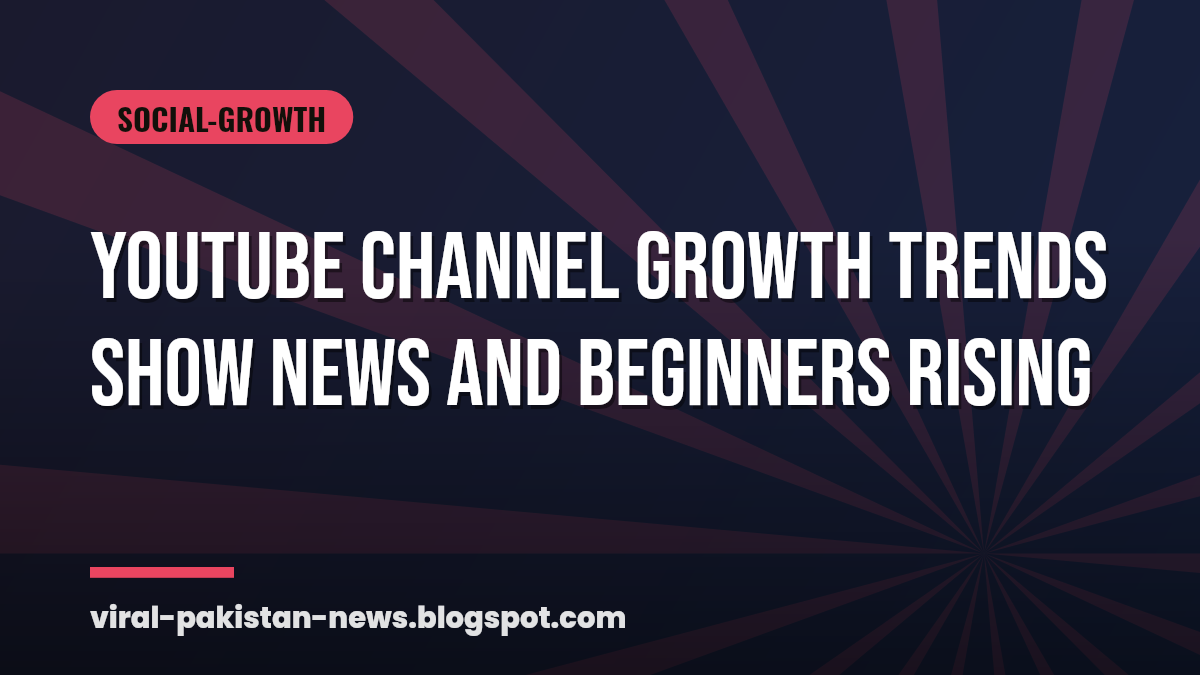 SOCIAL-GROWTH
YOUTUBE CHANNEL GROWTH TRENDS
SHOW NEWS AND BEGINNERS RISING
viral-pakistan-news.blogspot.com